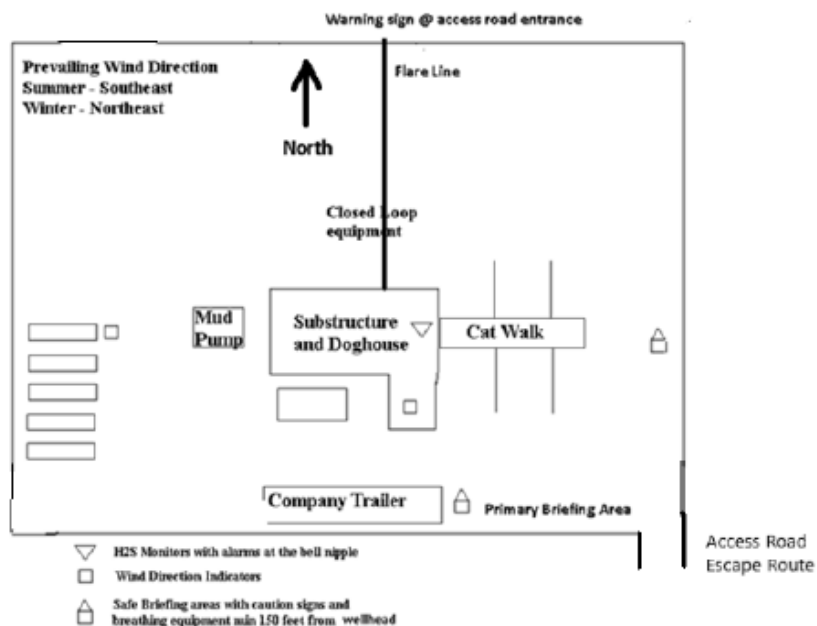 Warning sign @ access road entrance
Prevailing Wind Direction
Summer - Southeast
Winter - Northeast
Flare Line
North
Closed Loop
equipment
Mud
Pump
Substructure
and Doghouse
Cat Walk
Company Trailer
Primary Briefing Area
Access Road
Escape Route
H2S Monitors with alarms at the bell nipple
Wind Direction Indicators
Safe Briefing areas with caution signs and
breathing equipment min 150 feet from wellhead